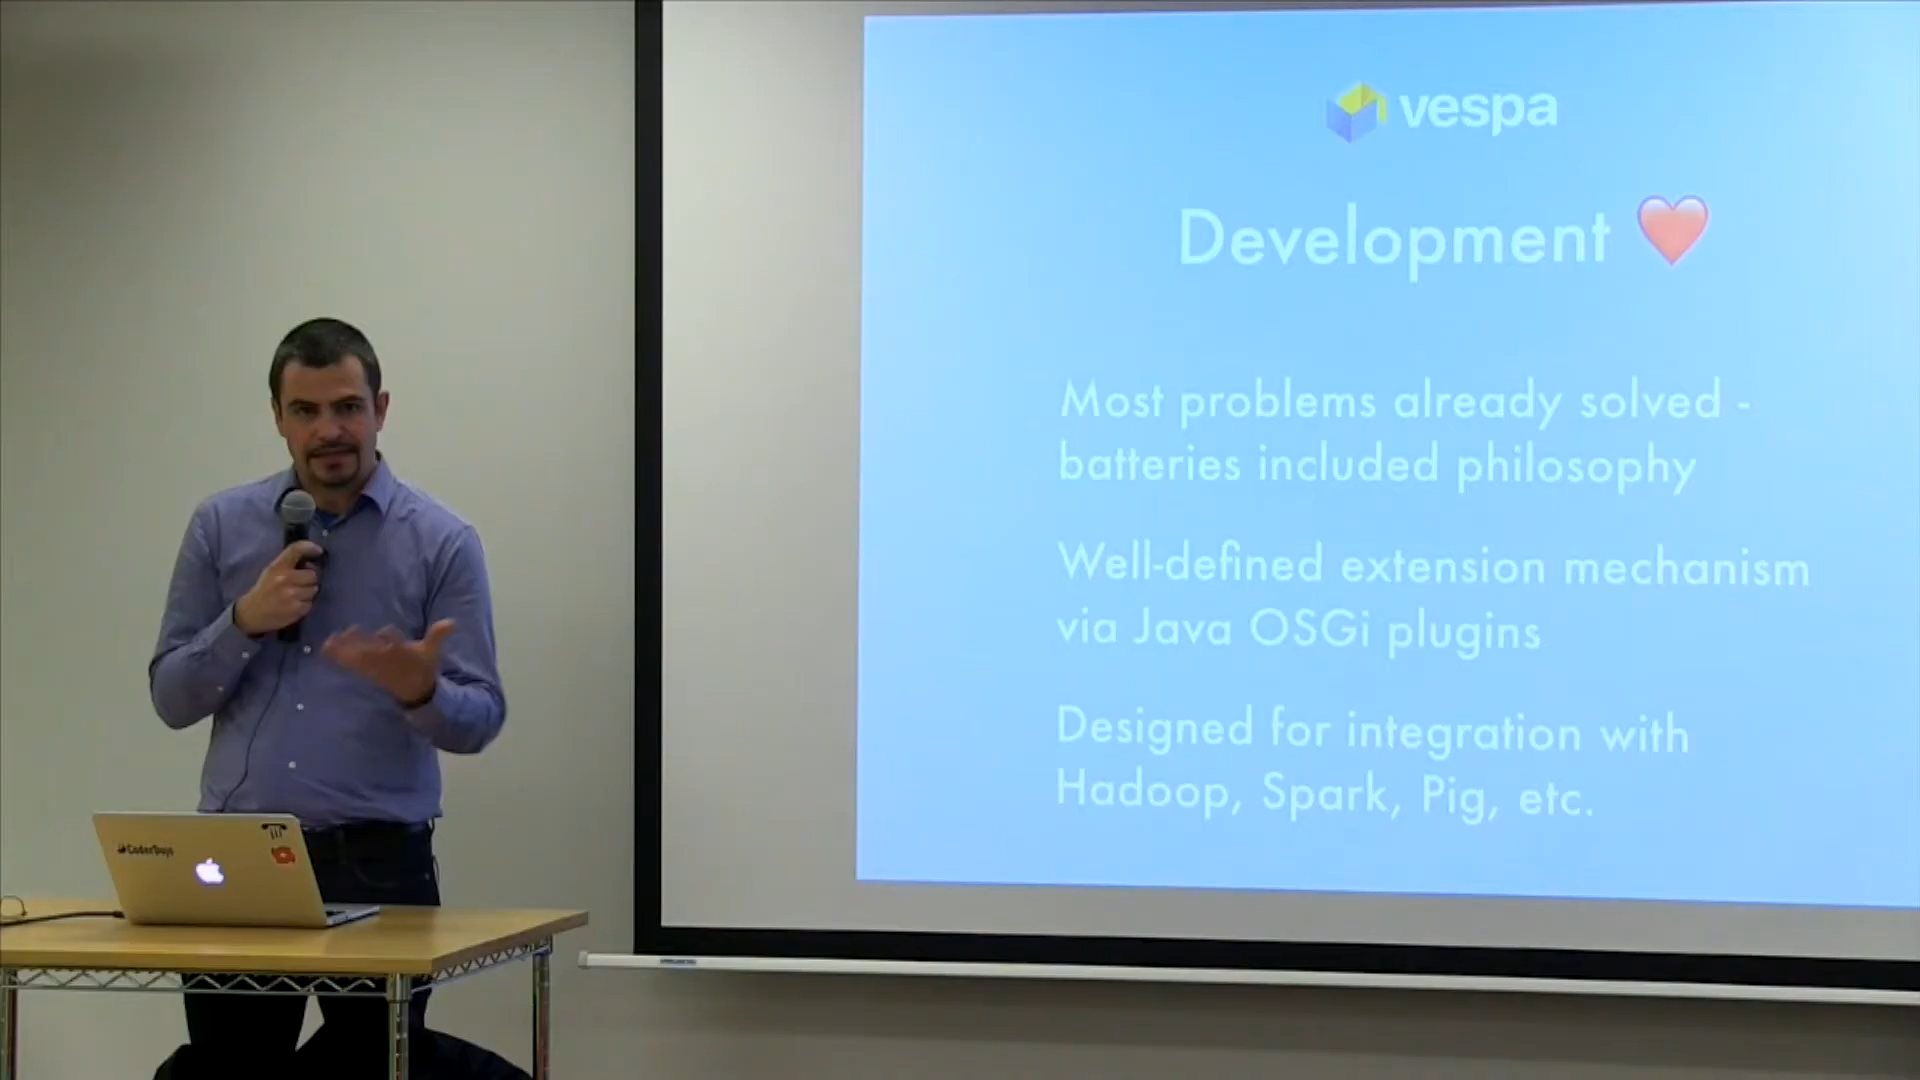 vespa
Development ❤️
Most problems already solved -
batteries included philosophy
Well-defined extension mechanism
via Java OSGi plugins
Designed for integration with
Hadoop, Spark, Pig, etc.
CoderDojo